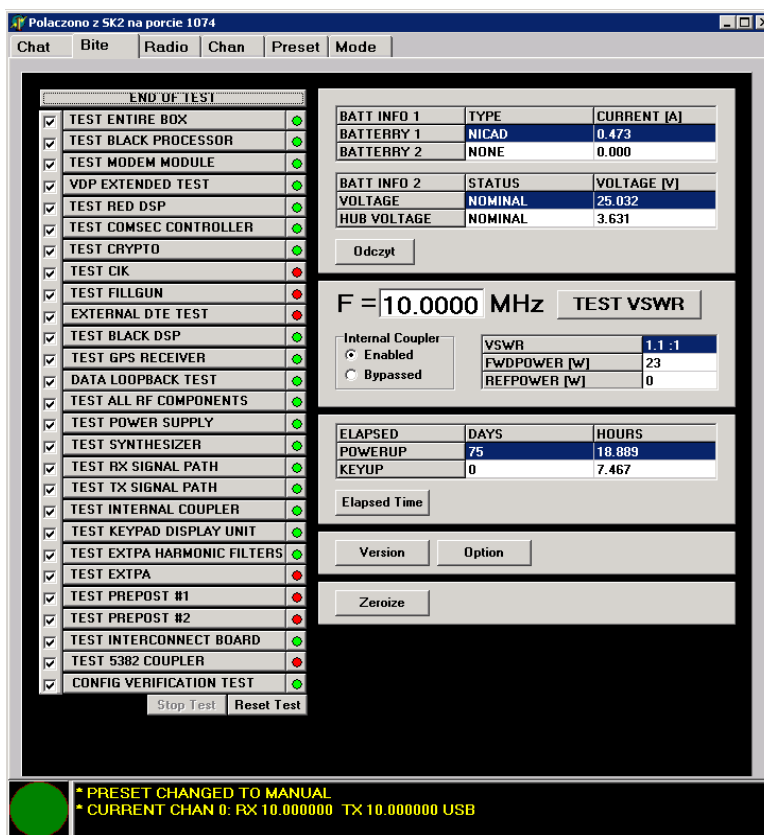 Polaczono z SK2 na porcie 1074
Chat Bite Radio Chan Preset Mode
END OF TEST
TEST ENTIRE BOX
TEST BLACK PROCESSOR
TEST MODEM MODULE
VDP EXTENDED TEST
TEST RED DSP
TEST COMSEC CONTROLLER
TEST CRYPTO
TEST CIK
TEST FILLGUN
EXTERNAL DTE TEST
TEST BLACK DSP
TEST GPS RECEIVER
DATA LOOPBACK TEST
TEST ALL RF COMPONENTS
TEST POWER SUPPLY
TEST SYNTHESIZER
TEST RX SIGNAL PATH
TEST TX SIGNAL PATH
TEST INTERNAL COUPLER
TEST KEYPAD DISPLAY UNIT
TEST EXTPA HARMONIC FILTERS
TEST EXTPA
TEST PREPOST #1
TEST PREPOST #2
TEST INTERCONNECT BOARD
TEST 5382 COUPLER
CONFIG VERIFICATION TEST
Stop Test Reset Test
BATT INFO 1 TYPE CURRENT [A]
BATTERRY 1 NICAD 0.473
BATTERRY 2 NONE 0.000
BATT INFO 2 STATUS VOLTAGE [V]
VOLTAGE NOMINAL 25.032
HUB VOLTAGE NOMINAL 3.631
Odczyt
F = 10.0000 MHz TEST VSWR
Internal Coupler
Enabled
Bypassed
VSWR 1.1 :1
FWDPOWER [W] 23
REFPOWER [W] 0
ELAPSED DAYS HOURS
POWERUP 75 18.889
KEYUP 0 7.467
Elapsed Time
Version Option
Zeroize
* PRESET CHANGED TO MANUAL
* CURRENT CHAN 0: RX 10.000000 TX 10.000000 USB